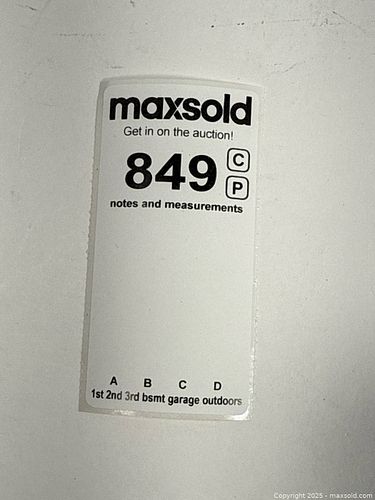 maxsold
Get in on the auction!
849 C
P
notes and measurements
A B C D
1st 2nd 3rd bsmt garage outdoors
Copyright 2025 - maxsold.com